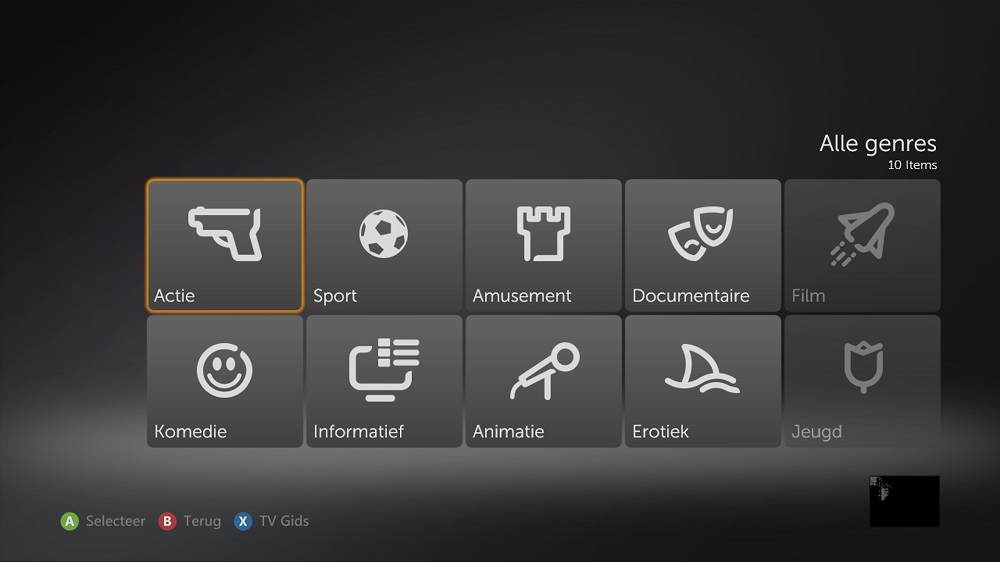 Alle genres
10 Items
Actie
Sport
Amusement
Documentaire
Film
Komedie
Informatief
Animatie
Erotiek
Jeugd
A Selecteer B Terug X TV Gids